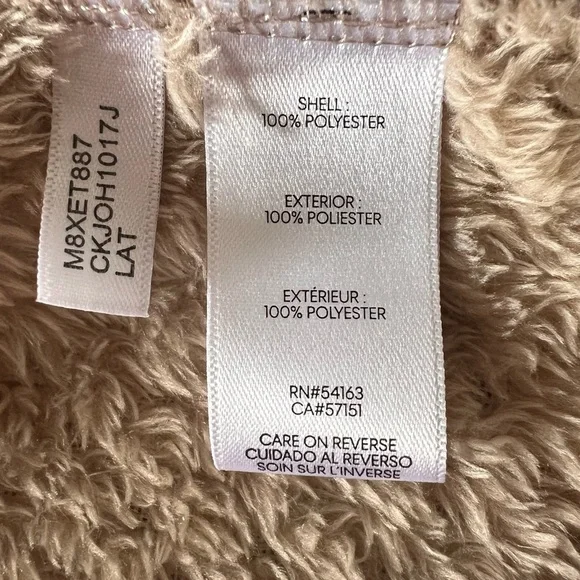 M8XET887
CKJOH1017J
LAT
SHELL :
100% POLYESTER
EXTERIOR :
100% POLIESTER
EXTÉRIEUR :
100% POLYESTER
RN#54163
CA#57151
CARE ON REVERSE
CUIDADO AL REVERSO
SOIN SUR L'INVERSE